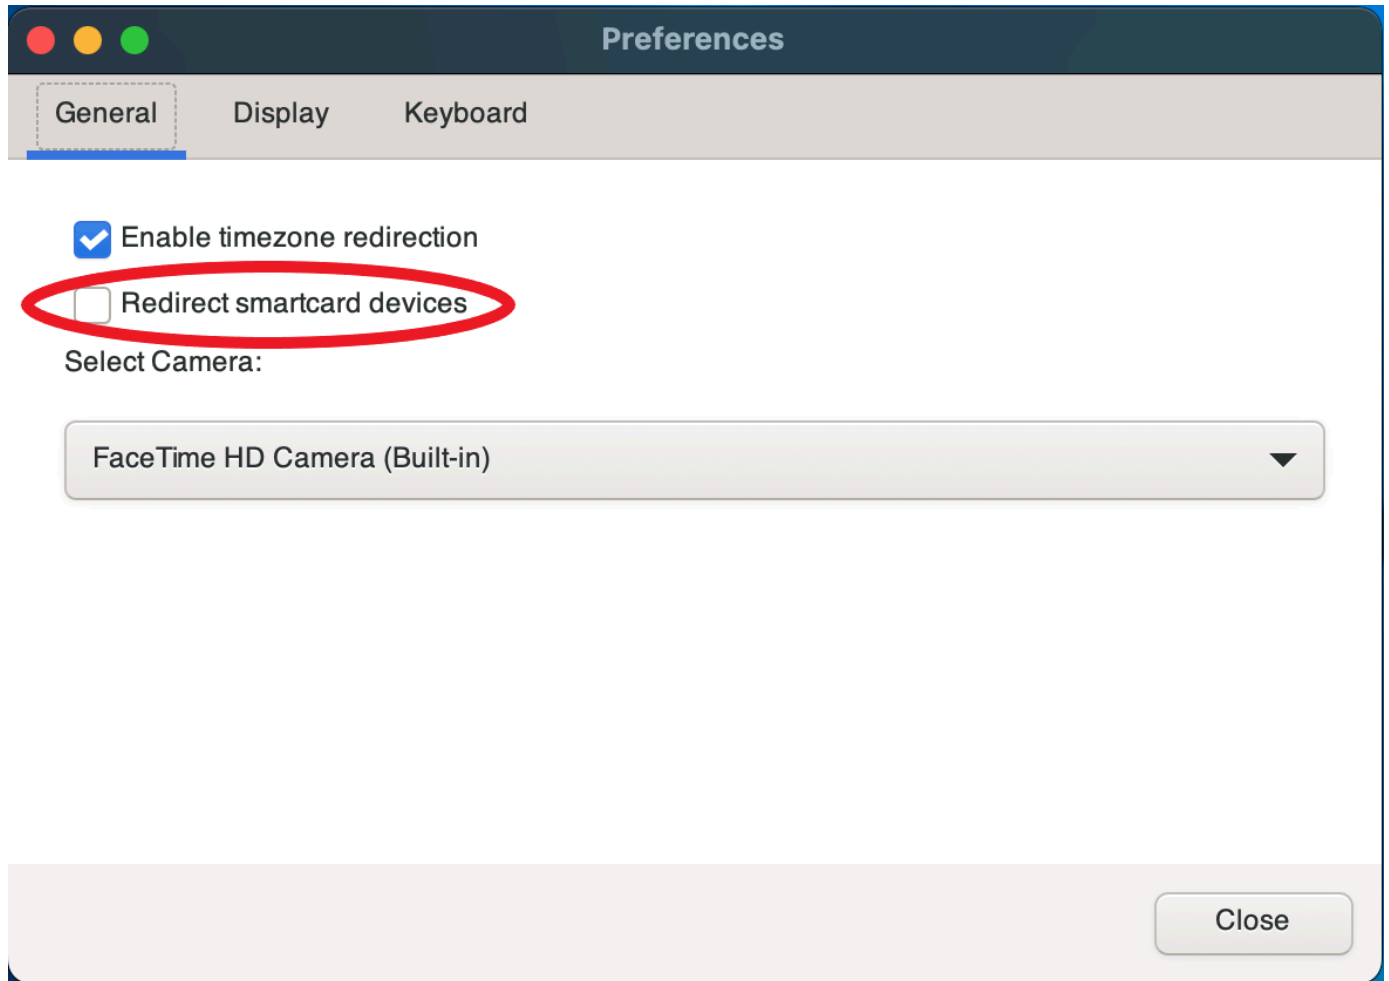 Preferences
General Display Keyboard
Enable timezone redirection
Redirect smartcard devices
Select Camera:
FaceTime HD Camera (Built-in)
Close